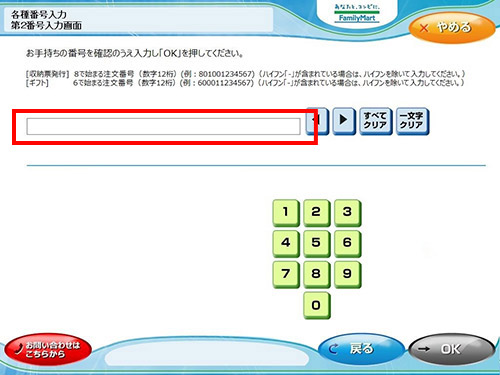 各種番号入力
第2番号入力画面
あなたと、コンビに、
FamilyMart
× やめる
お手持ちの番号を確認のうえ入力し「OK」を押してください。
[収納票発行] 8で始まる注文番号(数字12桁)(例:801001234567)(ハイフン「-」が含まれている場合は、ハイフンを除いて入力してください。)
[ギフト] 6で始まる注文番号(数字12桁)(例:600011234567)(ハイフン「-」が含まれている場合は、ハイフンを除いて入力してください。)
すべて
クリア
一文字
クリア
1 2 3
4 5 6
7 8 9
0
お問い合わせは
こちらから
戻る
OK